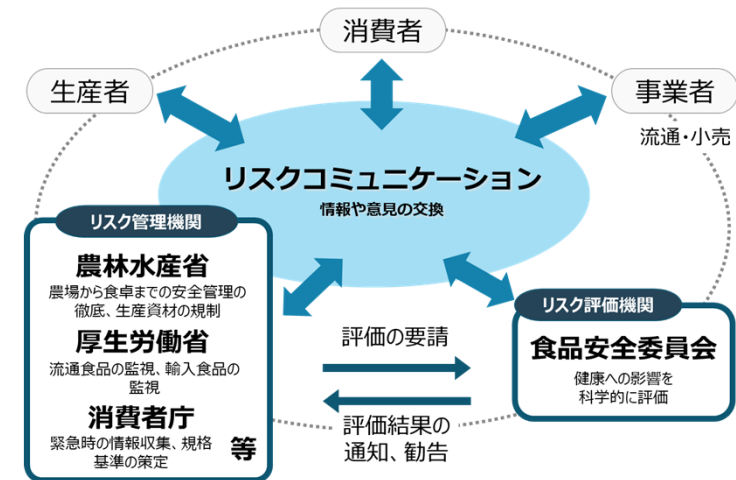 消費者
生産者
事業者
流通・小売
リスクコミュニケーション
情報や意見の交換
リスク管理機関
農林水産省
農場から食卓までの安全管理の
徹底、生産資材の規制
厚生労働省
流通食品の監視、輸入食品の
監視
消費者庁
緊急時の情報収集、規格
基準の策定
等
評価の要請
評価結果の
通知、勧告
リスク評価機関
食品安全委員会
健康への影響を
科学的に評価